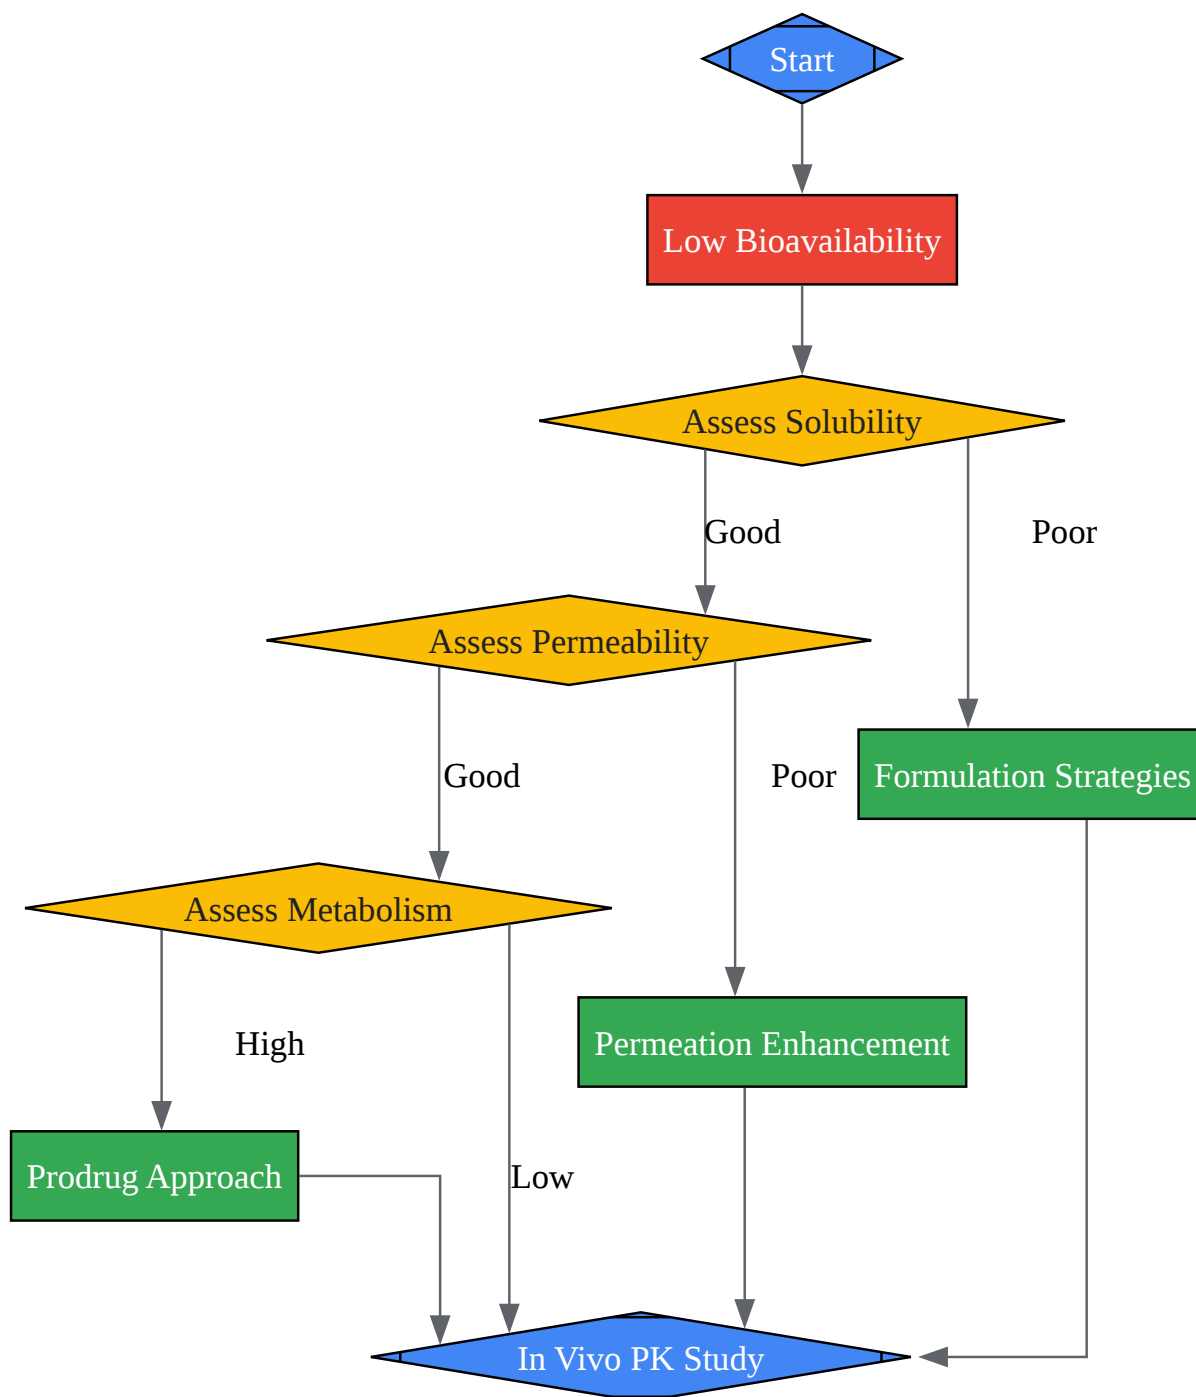 Start
Low Bioavailability
Assess Solubility
Good
Poor
Assess Permeability
Good
Poor
Formulation Strategies
Assess Metabolism
High
Permeation Enhancement
Prodrug Approach
Low
In Vivo PK Study